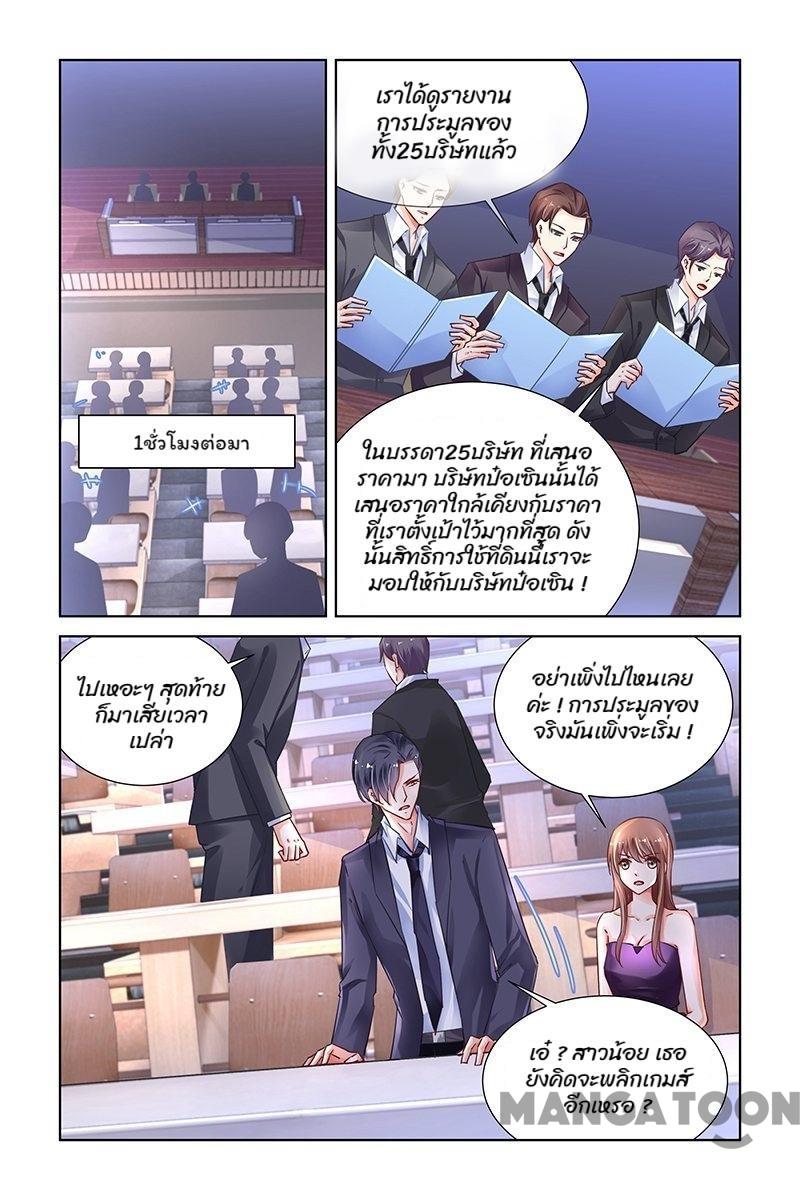 1ชั่วโมงต่อมา
เราได้ดูรายงาน
การประมูลของ
ทั้ง25บริษัทแล้ว
ในบรรดา25บริษัท ที่เสนอ
ราคามา บริษัทป๋อเซินนั้นได้
เสนอราคาใกล้เคียงกับราคา
ที่เราตั้งเป้าไว้มากที่สุด ดัง
นั้นสิทธิ์การใช้ที่ดินนี้เราจะ
มอบให้กับบริษัทป๋อเซิน !
ไปเหอะๆ สุดท้าย
ก็มาเสียเวลา
เปล่า
อย่าเพิ่งไปไหนเลย
ค่ะ ! การประมูลของ
จริงมันเพิ่งจะเริ่ม !
เอ๋ ? สาวน้อย เธอ
ยังคิดจะพลิกเกมส์
อีกเหรอ ?
MANGATOON